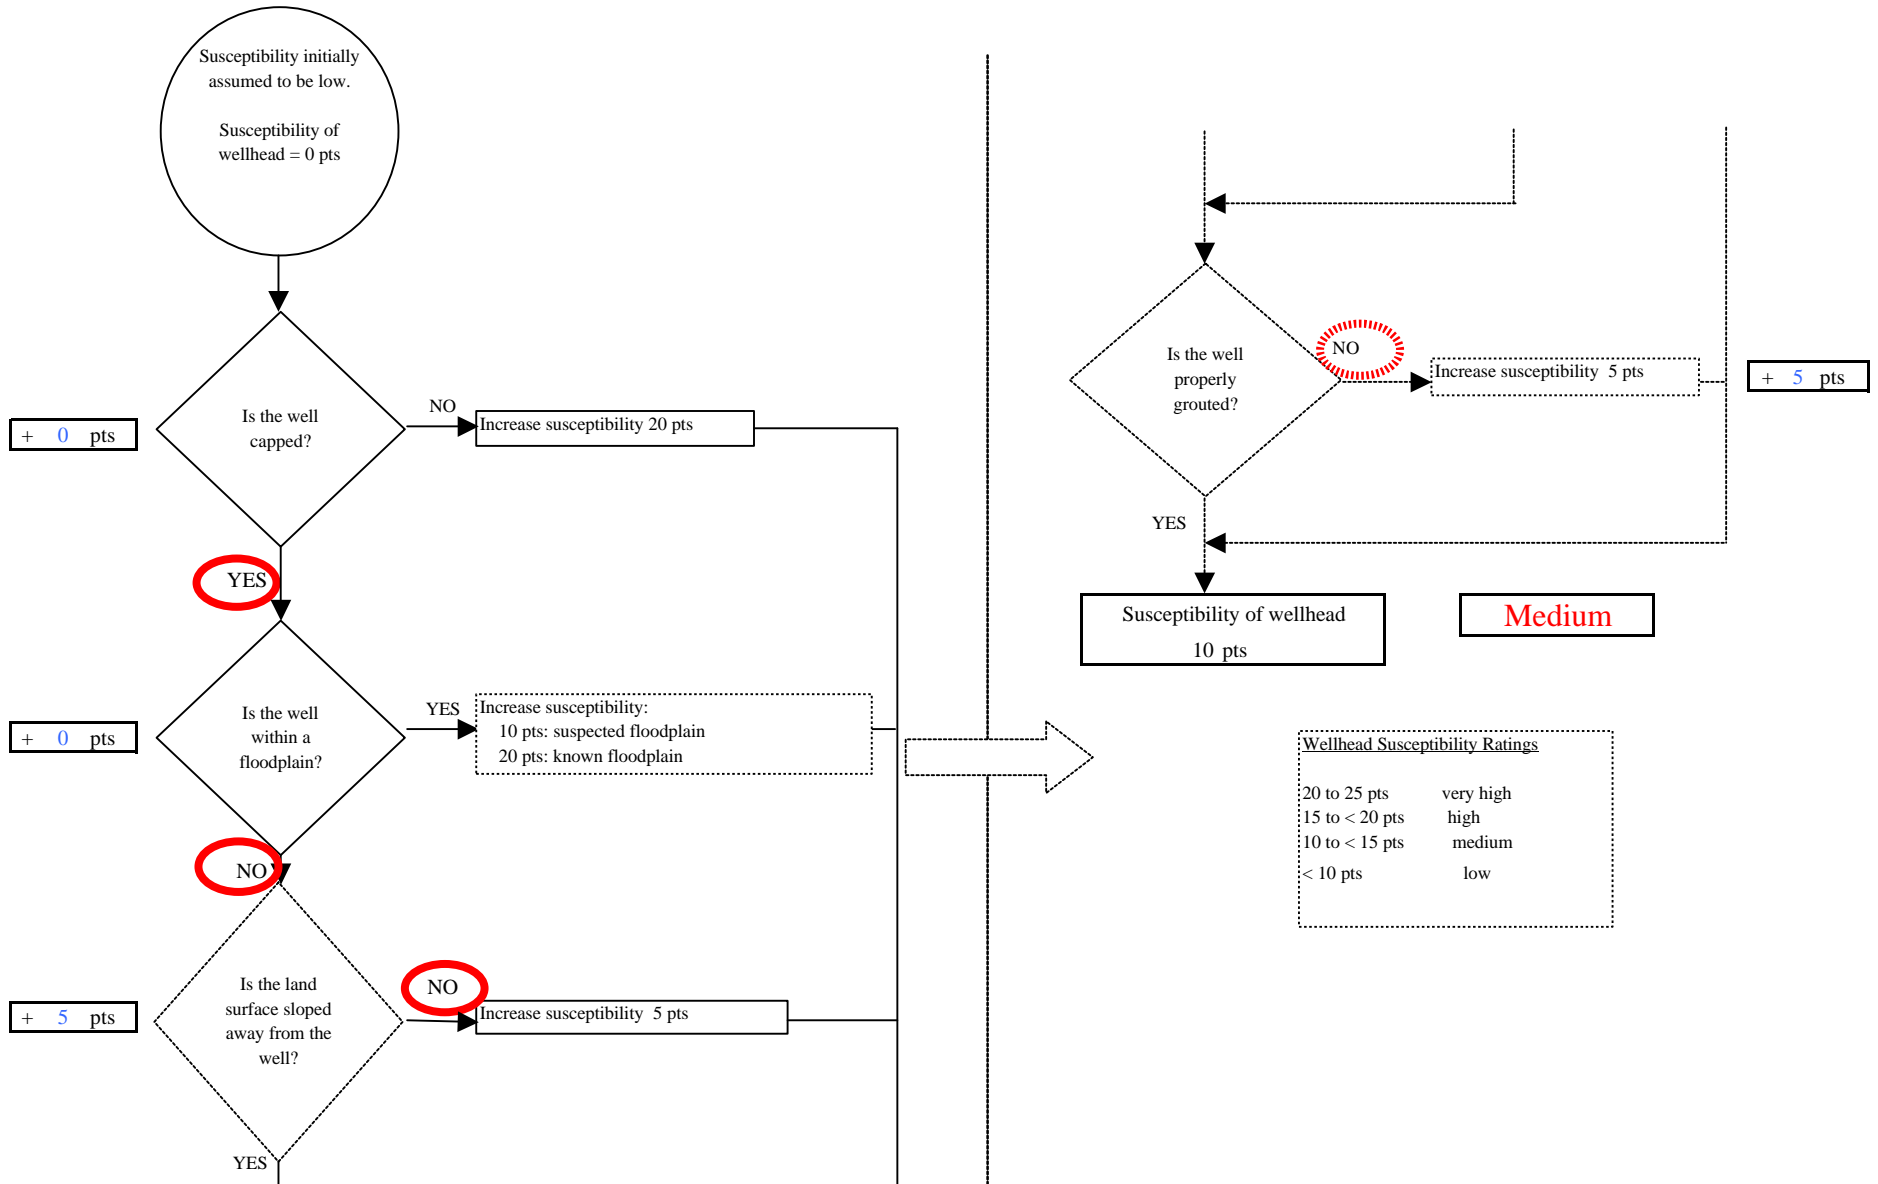 Susceptibility initially
assumed to be low.
Susceptibility of
wellhead = 0 pts
Is the well
capped?
NO
Increase susceptibility 20 pts
+ 0 pts
YES
Is the well
within a
floodplain?
YES
Increase susceptibility:
10 pts: suspected floodplain
20 pts: known floodplain
+ 0 pts
NO
Is the land
surface sloped
away from the
well?
NO
Increase susceptibility 5 pts
+ 5 pts
YES
Is the well
properly
grouted?
NO
Increase susceptibility 5 pts
+ 5 pts
YES
Susceptibility of wellhead
10 pts
Medium
Wellhead Susceptibility Ratings
20 to 25 pts very high
15 to < 20 pts high
10 to < 15 pts medium
< 10 pts low